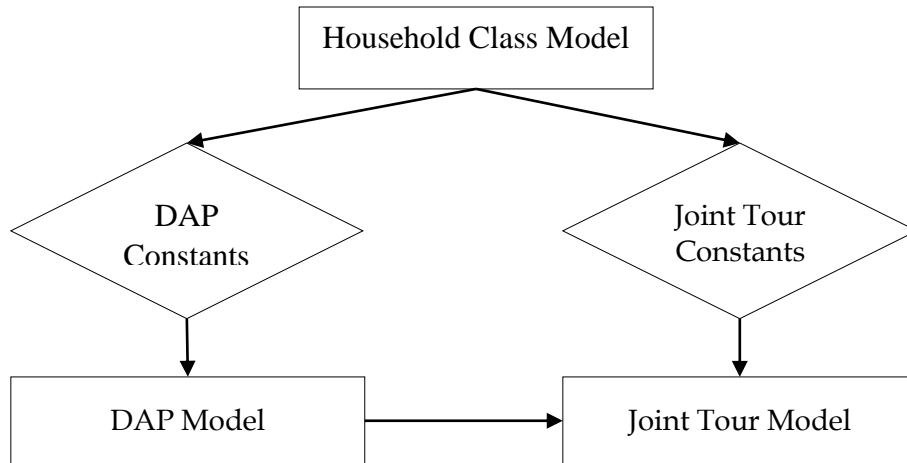 Household Class Model
DAP
Constants
Joint Tour
Constants
DAP Model
Joint Tour Model